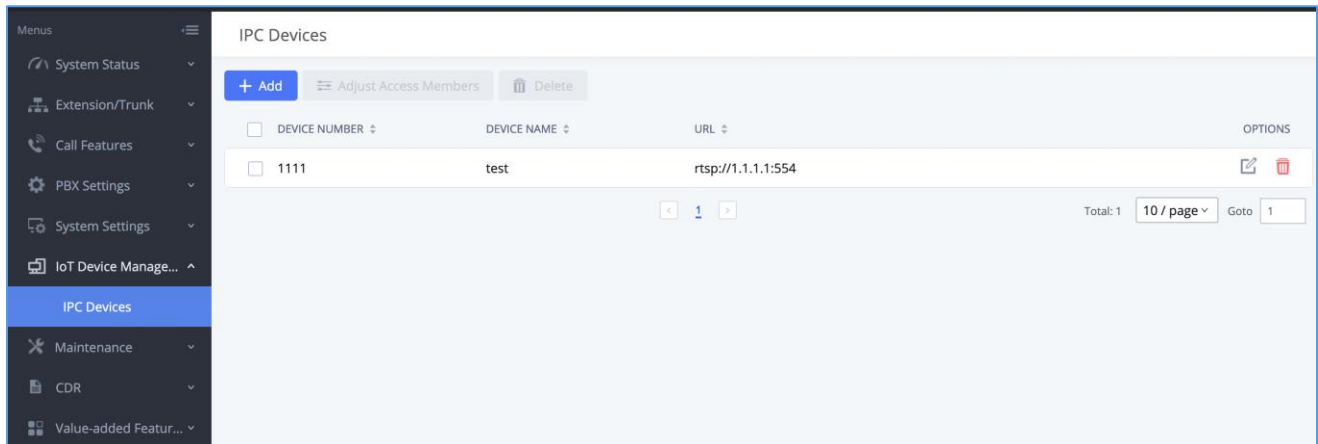 Menus
System Status
Extension/Trunk
Call Features
PBX Settings
System Settings
IoT Device Manage...
IPC Devices
Maintenance
CDR
Value-added Featur...
IPC Devices
+ Add
Adjust Access Members
Delete
DEVICE NUMBER DEVICE NAME URL OPTIONS
1111 test rtsp://1.1.1.1:554
< 1 > Total: 1 10 / page Goto 1